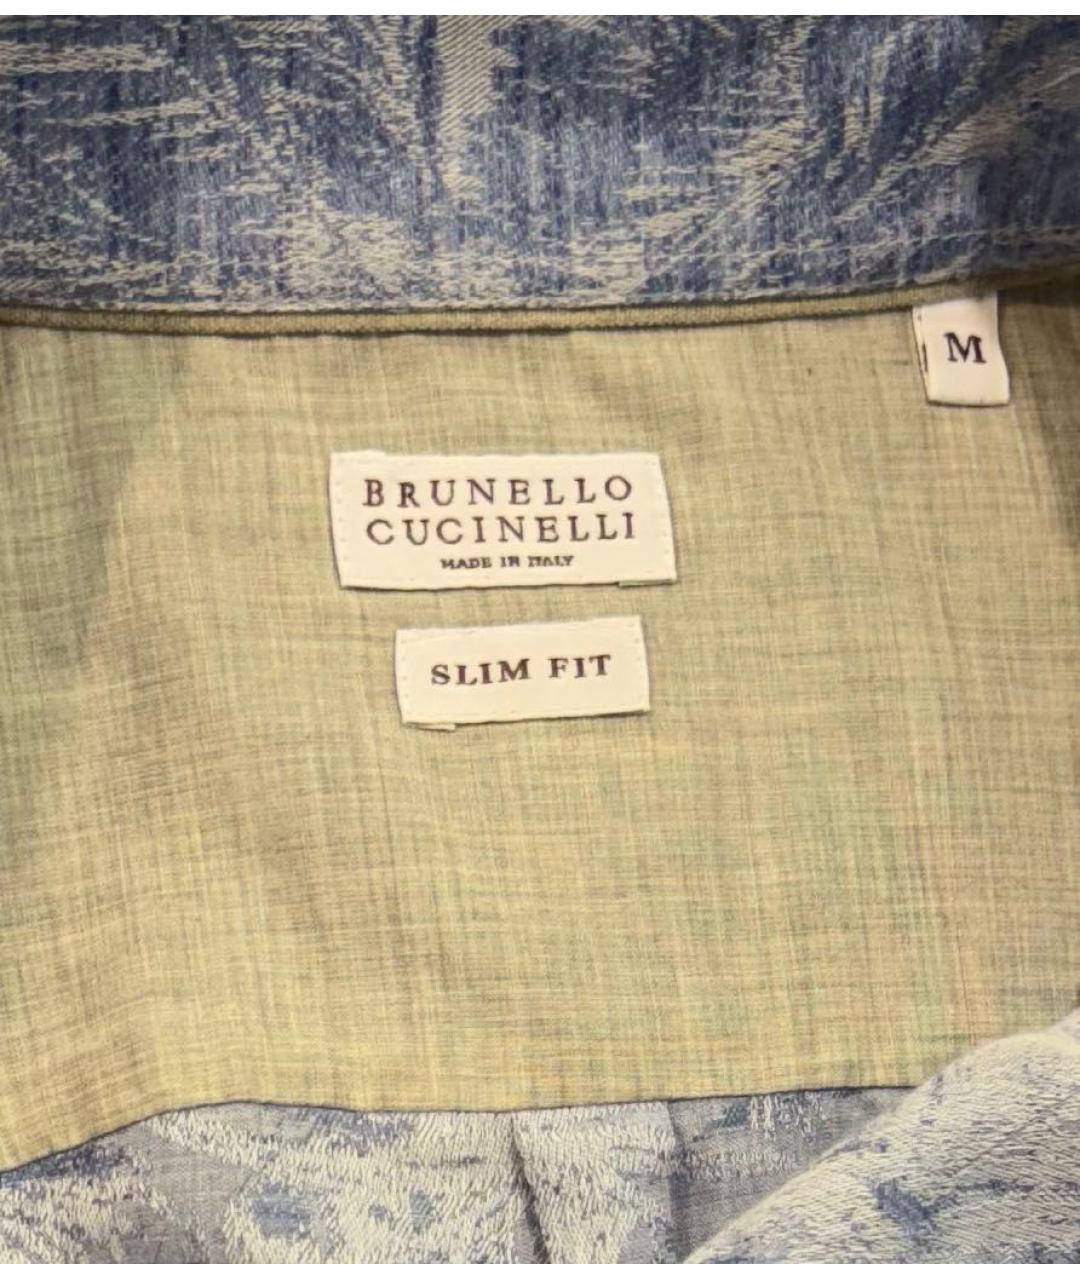 M
BRUNELLO
CUCINELLI
MADE IN ITALY
SLIM FIT